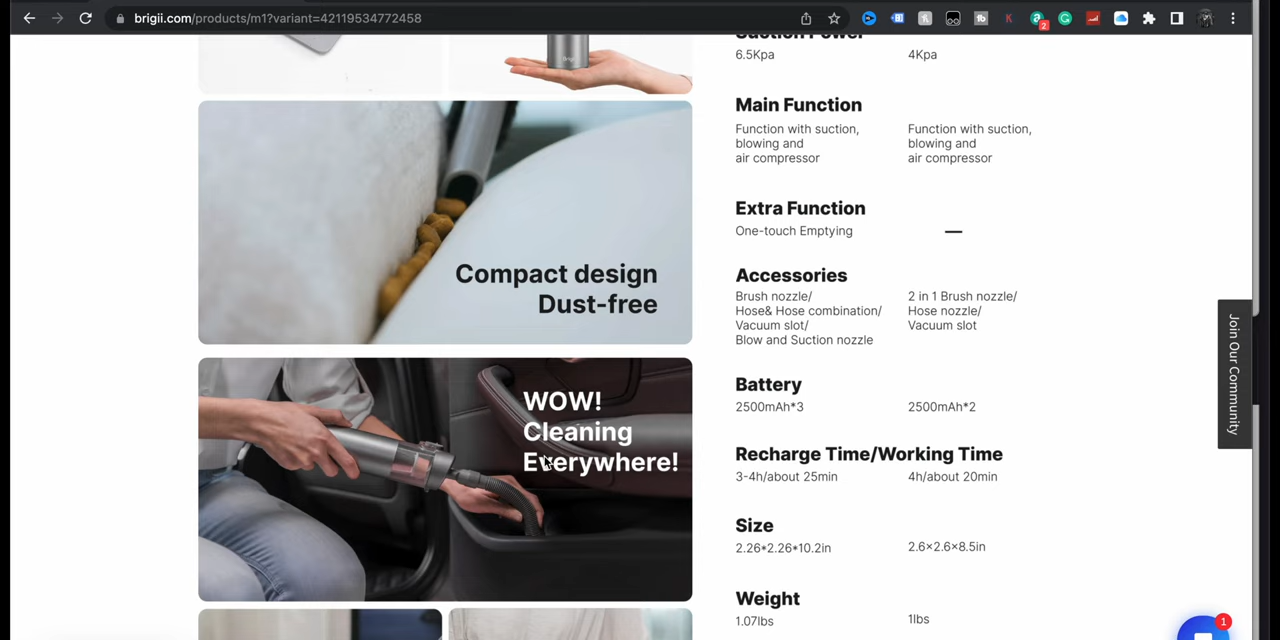 brigii.com/products/m1?variant=42119534772458
2
Suction Power
6.5Kpa
4Kpa
Main Function
Function with suction,
blowing and
air compressor
Function with suction,
blowing and
air compressor
Extra Function
One-touch Emptying
—
Accessories
Brush nozzle/
Hose& Hose combination/
Vacuum slot/
Blow and Suction nozzle
2 in 1 Brush nozzle/
Hose nozzle/
Vacuum slot
Battery
2500mAh*3
2500mAh*2
Recharge Time/Working Time
3-4h/about 25min
4h/about 20min
Size
2.26*2.26*10.2in
2.6×2.6×8.5in
Weight
1.07lbs
1lbs
Compact design
Dust-free
WOW!
Cleaning
Everywhere!
Join Our Community
1